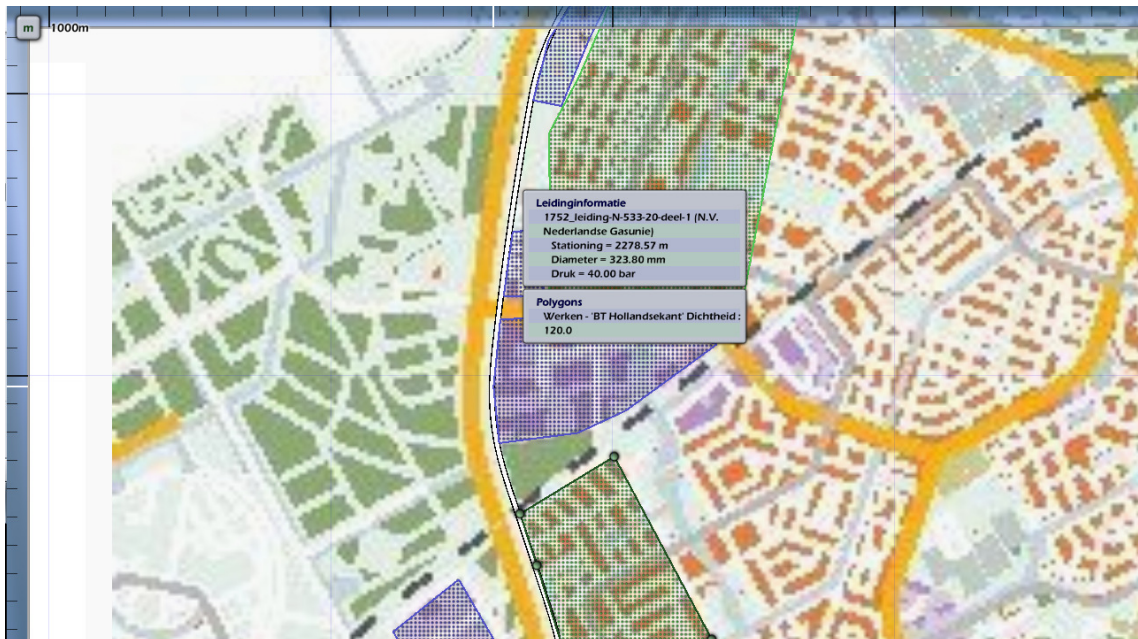 m
1000m
Leidinginformatie
1752_leiding-N-533-20-deel-1 (N.V.
Nederlandse Gasunie)
Stationing = 2278.57 m
Diameter = 323.80 mm
Druk = 40.00 bar
Polygons
Werken - 'BT Hollandsekant' Dichtheid :
120.0